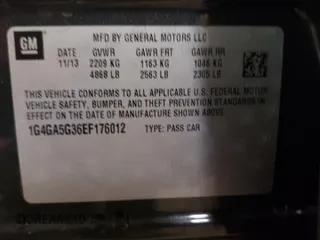 GM
MFD BY GENERAL MOTORS LLC
DATE GVWR GAWR FRT GAWR RR
11/13 2209 KG 1163 KG 1046 KG
4868 LB 2563 LB 2305 LB
THIS VEHICLE CONFORMS TO ALL APPLICABLE U.S. FEDERAL MOTOR
VEHICLE SAFETY, BUMPER, AND THEFT PREVENTION STANDARDS
IN EFFECT ON THE DATE OF MANUFACTURE SHOWN ABOVE.
1G4GA5G36EF176012 TYPE: PASS CAR